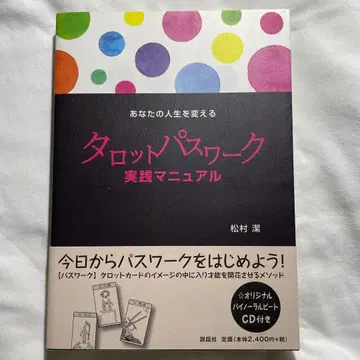 あなたの人生を変える
タロットパスワーク
実践マニュアル
松村 潔
今日からパスワークをはじめよう!
【パスワーク】タロットカードのイメージの中に入り才能を開花させるメソッド
☆オリジナル
バイノーラルビート
CD付き
説話社 定価(本体2,400円+税)